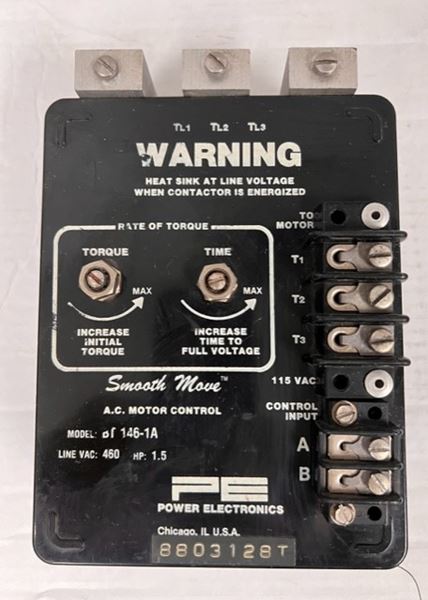 TL1 TL2 TL3
WARNING
HEAT SINK AT LINE VOLTAGE
WHEN CONTACTOR IS ENERGIZED
TO
MOTOR
RATE OF TORQUE
TORQUE TIME
MAX MAX
INCREASE
INITIAL
TORQUE
INCREASE
TIME TO
FULL VOLTAGE
T1
T2
T3
115 VAC
CONTROL
INPUT
A
B
Smooth Move™
A.C. MOTOR CONTROL
MODEL: 146-1A
LINE VAC: 460 HP: 1.5
PE
POWER ELECTRONICS
Chicago, IL U.S.A.
8803128T